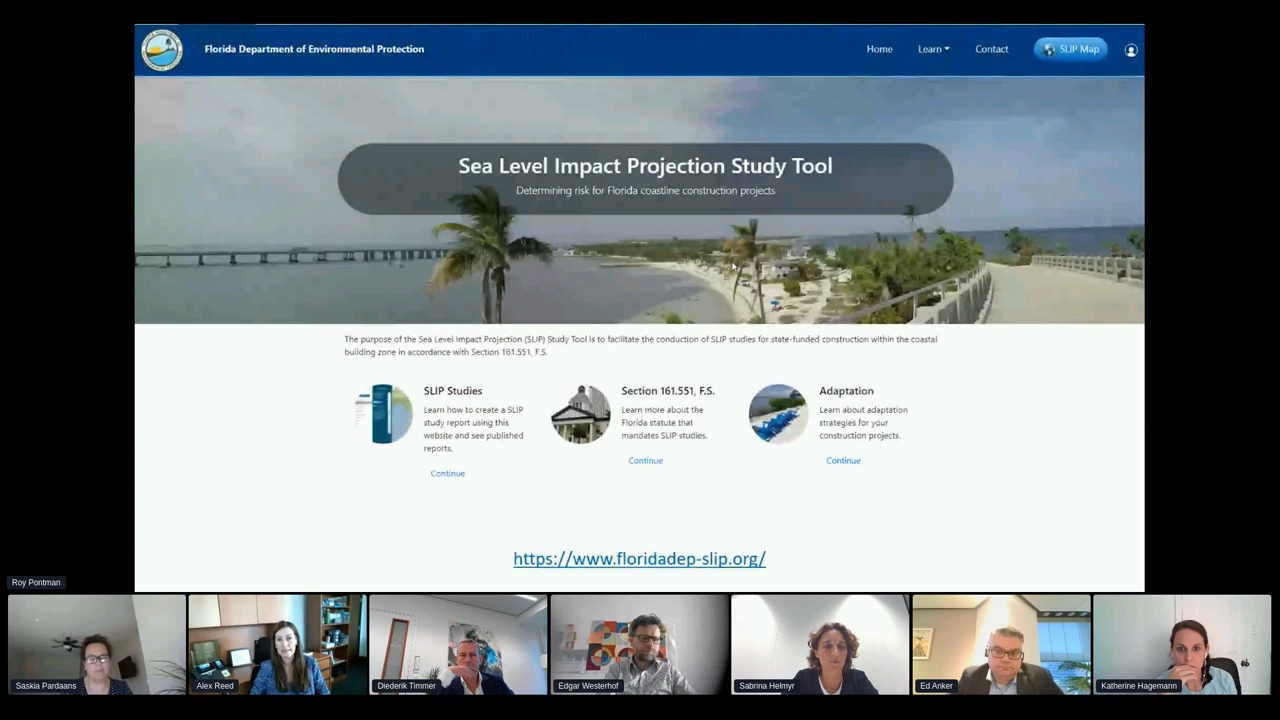 Florida Department of Environmental Protection
Home
Learn
Contact
SLIP Map
Sea Level Impact Projection Study Tool
Determining risk for Florida coastline construction projects
The purpose of the Sea Level Impact Projection (SLIP) Study Tool is to facilitate the conduction of SLIP studies for state-funded construction within the coastal
building zone in accordance with Section 161.551, F.S.
SLIP Studies
Learn how to create a SLIP
study report using this
website and see published
reports.
Continue
Section 161.551, F.S.
Learn more about the
Florida statute that
mandates SLIP studies.
Continue
Adaptation
Learn about adaptation
strategies for your
construction projects.
Continue
https://www.floridadep-slip.org/
Roy Pontman
Saskia Pardaans
Alex Reed
Diederik Timmer
Edgar Westerhof
Sabrina Helmyr
Ed Anker
Katherine Hagemann